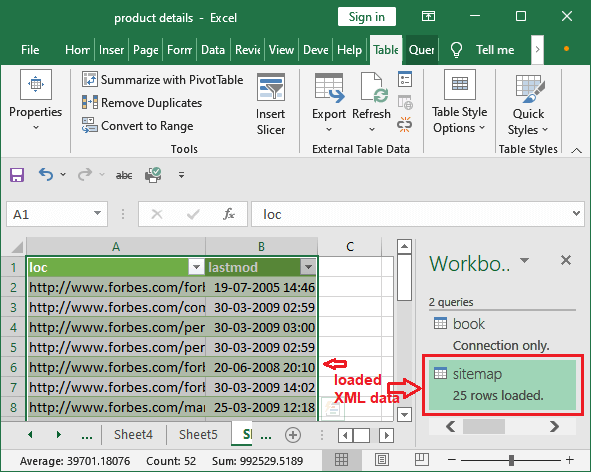 product details - Excel
Sign in
File Hom Inser Page Form Data Revi View Deve Help Table Quer Tell me
Properties
Summarize with PivotTable
Remove Duplicates
Convert to Range
Tools
Insert Slicer
Export Refresh
External Table Data
Table Style Options
Quick Styles
Table Styles
abc
A1 fx loc
A B C
1 loc lastmod
2 http://www.forbes.com/forb 19-07-2005 14:46
3 http://www.forbes.com/com 30-03-2009 02:59
4 http://www.forbes.com/per 30-03-2009 03:00
5 http://www.forbes.com/per 30-03-2009 02:59
6 http://www.forbes.com/forb 20-06-2008 20:10
7 http://www.forbes.com/forb 30-03-2009 14:02
8 http://www.forbes.com/mar 25-03-2009 12:18
loaded
XML data
Workbo...
2 queries
book
Connection only.
sitemap
25 rows loaded.
... Sheet4 Sheet5 ...
Average: 39701.18076 Count: 52 Sum: 992529.5189